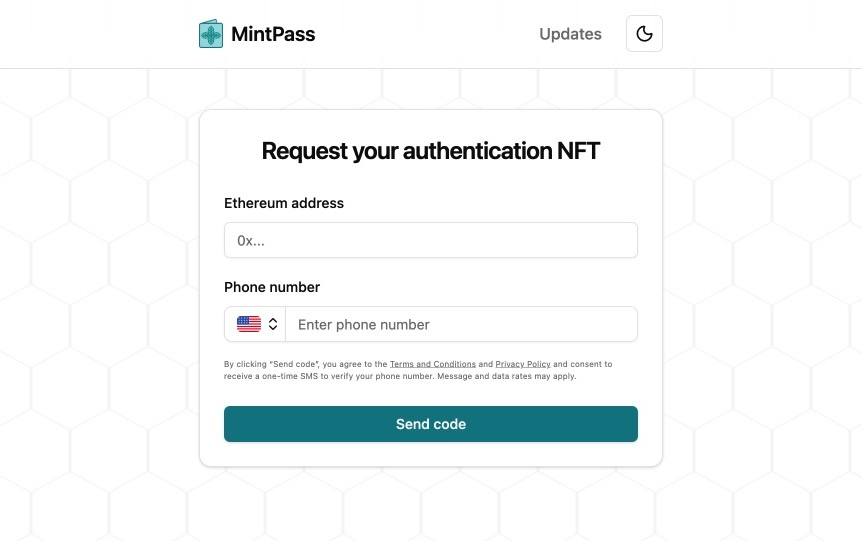 MintPass
Updates
Request your authentication NFT
Ethereum address
0x...
Phone number
Enter phone number
By clicking "Send code", you agree to the Terms and Conditions and Privacy Policy and consent to
receive a one-time SMS to verify your phone number. Message and data rates may apply.
Send code